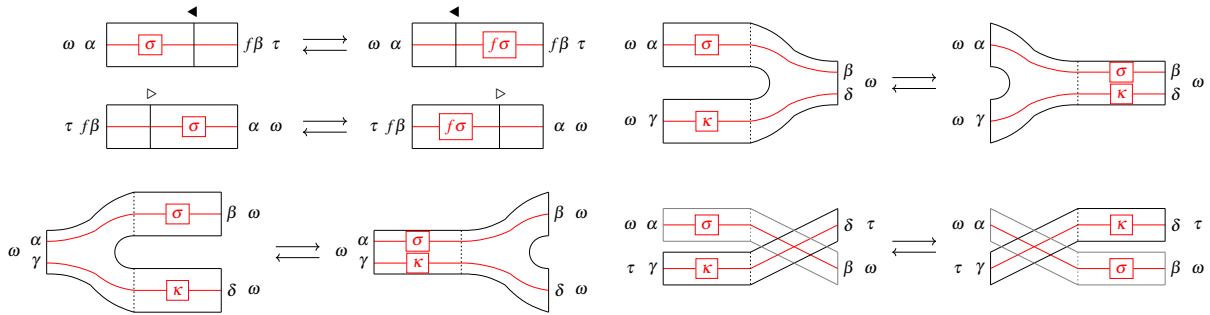 ω α σ fβ τ ω α fσ fβ τ
τ fβ σ α ω τ fβ fσ α ω
ω α σ β ω
ω γ κ δ
ω α σ β ω
ω γ κ δ
ω α σ β ω
γ κ δ ω
ω α σ β ω
γ κ δ ω
ω α σ δ τ
τ γ κ β ω
ω α κ δ τ
τ γ σ β ω